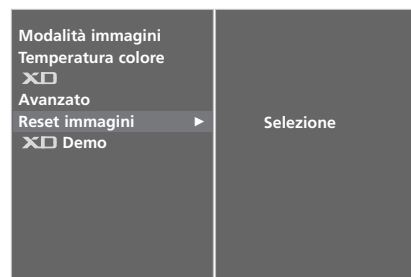 Modalità immagini
Temperatura colore
XD
Avanzato
Reset immagini ►
Selezione
XD Demo